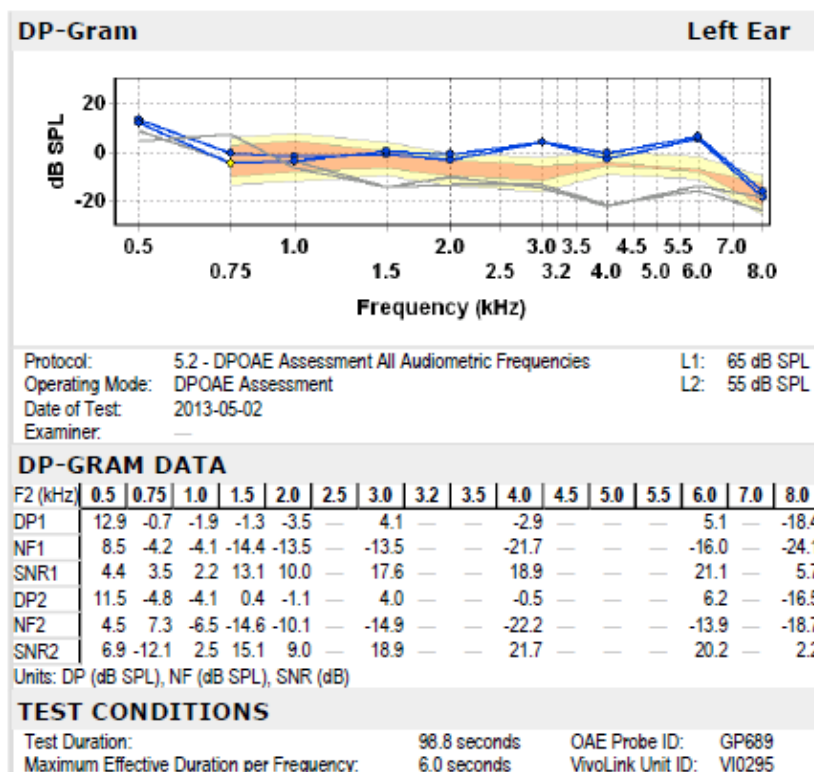 DP-Gram Left Ear
20
0
-20
dB SPL
0.5 1.0 2.0 3.0 3.5 4.5 5.5 7.0
0.75 1.5 2.5 3.2 4.0 5.0 6.0 8.0
Frequency (kHz)
Protocol: 5.2 - DPOAE Assessment All Audiometric Frequencies L1: 65 dB SPL
Operating Mode: DPOAE Assessment L2: 55 dB SPL
Date of Test: 2013-05-02
Examiner: —
DP-GRAM DATA
F2 (kHz) 0.5 0.75 1.0 1.5 2.0 2.5 3.0 3.2 3.5 4.0 4.5 5.0 5.5 6.0 7.0 8.0
DP1 12.9 -0.7 -1.9 -1.3 -3.5 — 4.1 — — -2.9 — — — 5.1 — -18.4
NF1 8.5 -4.2 -4.1 -14.4 -13.5 — -13.5 — — -21.7 — — — -16.0 — -24.1
SNR1 4.4 3.5 2.2 13.1 10.0 — 17.6 — — 18.9 — — — 21.1 — 5.7
DP2 11.5 -4.8 -4.1 0.4 -1.1 — 4.0 — — -0.5 — — — 6.2 — -16.5
NF2 4.5 7.3 -6.5 -14.6 -10.1 — -14.9 — — -22.2 — — — -13.9 — -18.7
SNR2 6.9 -12.1 2.5 15.1 9.0 — 18.9 — — 21.7 — — — 20.2 — 2.2
Units: DP (dB SPL), NF (dB SPL), SNR (dB)
TEST CONDITIONS
Test Duration: 98.8 seconds OAE Probe ID: GP689
Maximum Effective Duration per Frequency: 6.0 seconds VivoLink Unit ID: VI0295